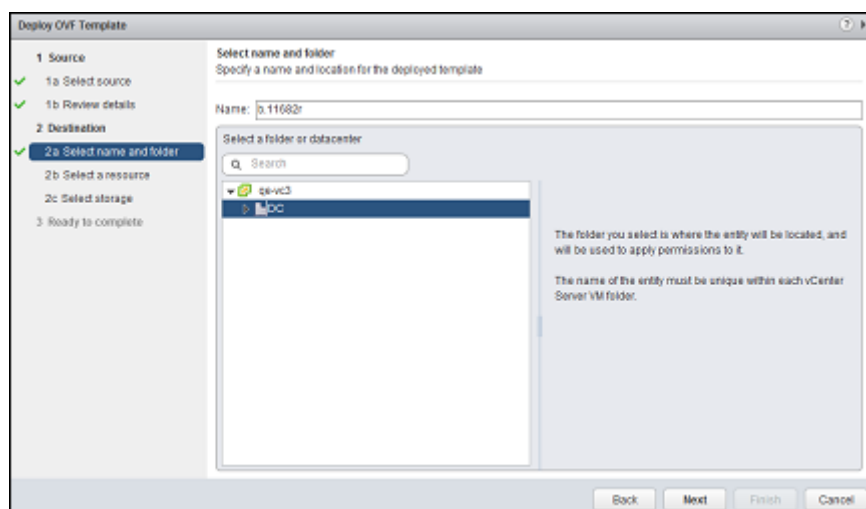 Deploy OVF Template
1 Source
1a Select source
1b Review details
2 Destination
2a Select name and folder
2b Select a resource
2c Select storage
3 Ready to complete
Select name and folder
Specify a name and location for the deployed template
Name: b.11682r
Select a folder or datacenter
Search
qe-vc3
DC
The folder you select is where the entity will be located, and
will be used to apply permissions to it.
The name of the entity must be unique within each vCenter
Server VM folder.
Back
Next
Finish
Cancel